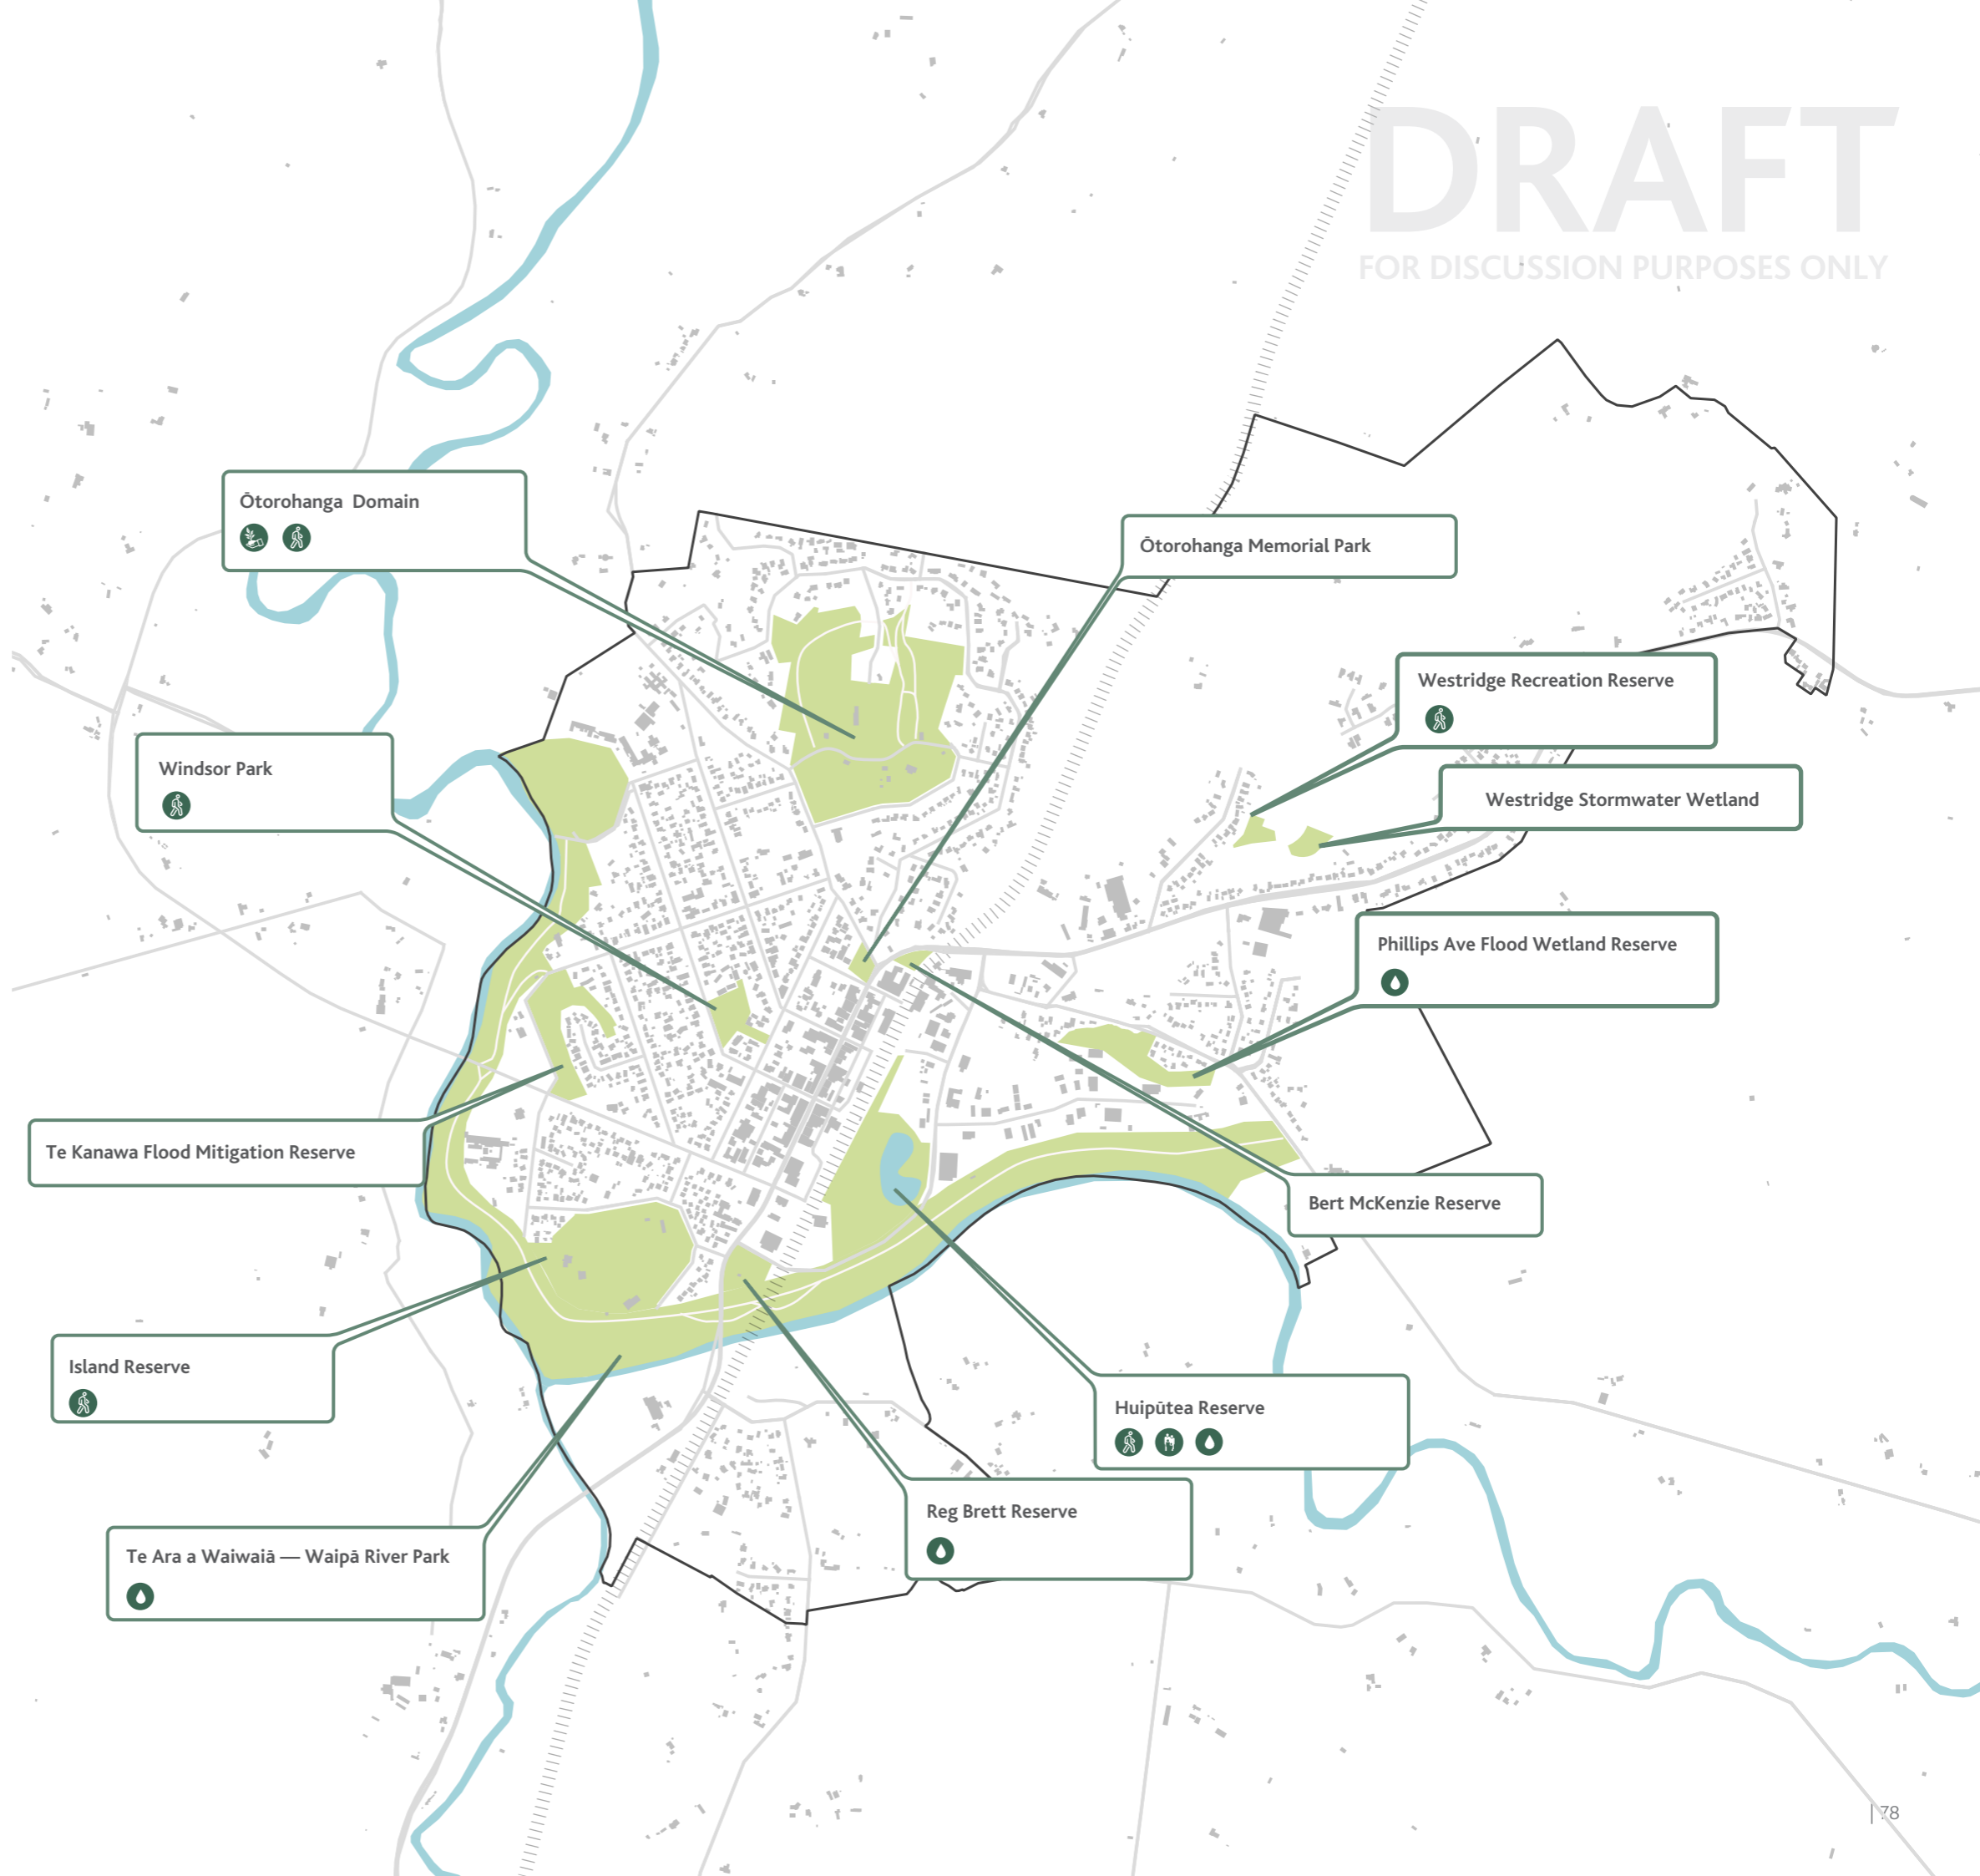 DRAFT
FOR DISCUSSION PURPOSES ONLY
Ōtorohanga Domain
Ōtorohanga Memorial Park
Westridge Recreation Reserve
Windsor Park
Westridge Stormwater Wetland
Phillips Ave Flood Wetland Reserve
Te Kanawa Flood Mitigation Reserve
Bert McKenzie Reserve
Island Reserve
Huipūtea Reserve
Reg Brett Reserve
Te Ara a Waiwaiā — Waipā River Park
| 78